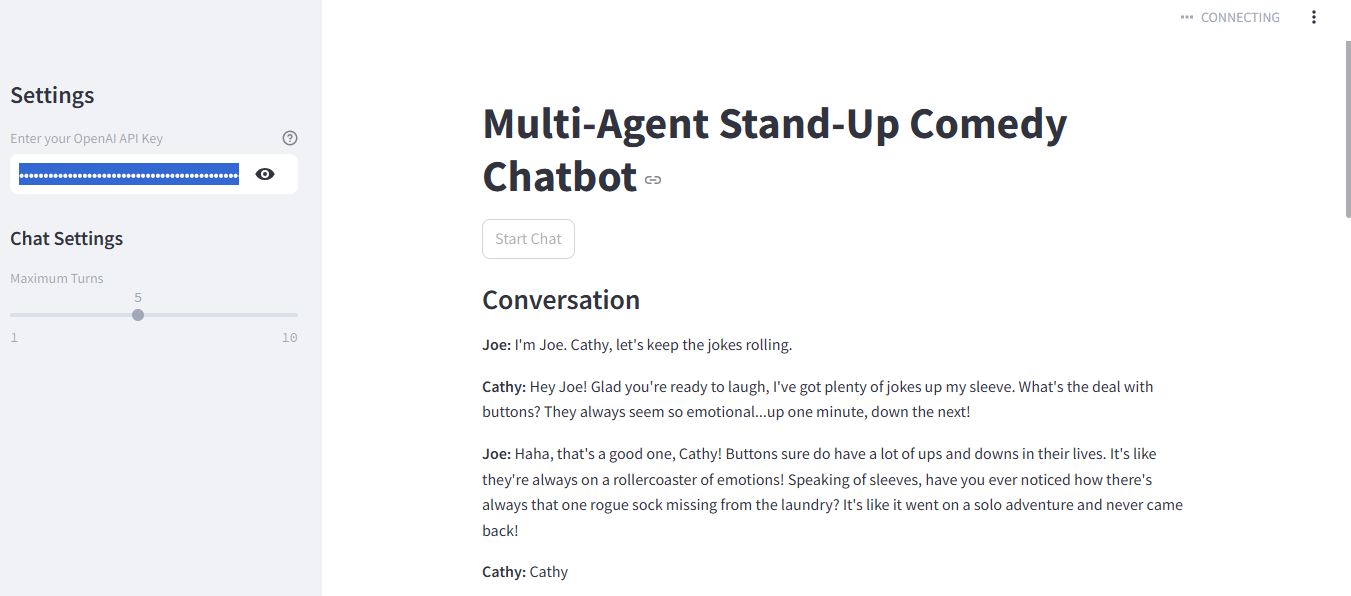 CONNECTING
Settings
Enter your OpenAI API Key
Chat Settings
Maximum Turns
5
1
10
Multi-Agent Stand-Up Comedy
Chatbot
Start Chat
Conversation
Joe: I'm Joe. Cathy, let's keep the jokes rolling.
Cathy: Hey Joe! Glad you're ready to laugh, I've got plenty of jokes up my sleeve. What's the deal with
buttons? They always seem so emotional...up one minute, down the next!
Joe: Haha, that's a good one, Cathy! Buttons sure do have a lot of ups and downs in their lives. It's like
they're always on a rollercoaster of emotions! Speaking of sleeves, have you ever noticed how there's
always that one rogue sock missing from the laundry? It's like it went on a solo adventure and never came
back!
Cathy: Cathy